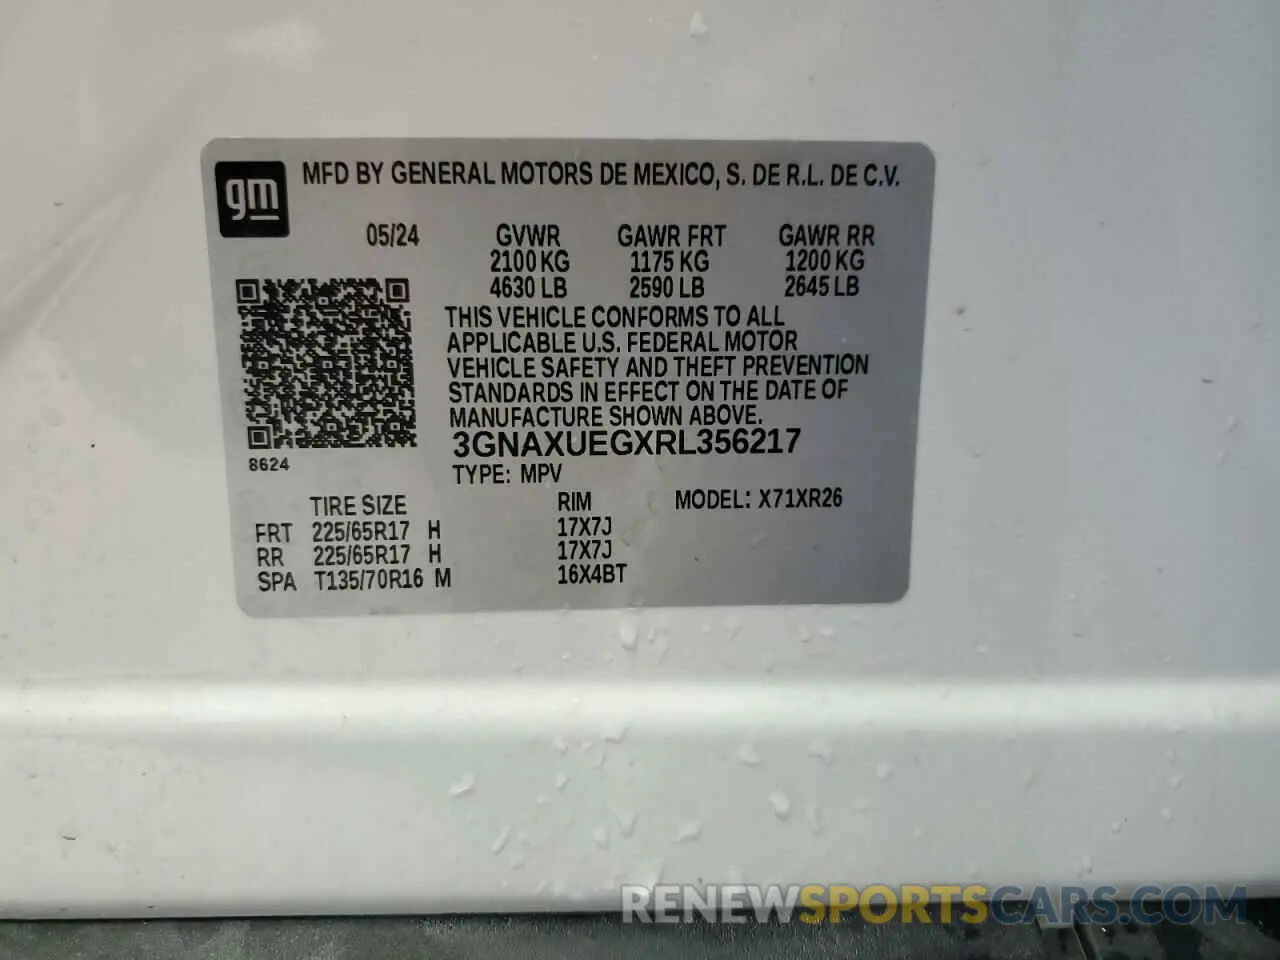 gm
MFD BY GENERAL MOTORS DE MEXICO, S. DE R.L. DE C.V.
05/24 GVWR GAWR FRT GAWR RR
2100 KG 1175 KG 1200 KG
4630 LB 2590 LB 2645 LB
THIS VEHICLE CONFORMS TO ALL
APPLICABLE U.S. FEDERAL MOTOR
VEHICLE SAFETY AND THEFT PREVENTION
STANDARDS IN EFFECT ON THE DATE OF
MANUFACTURE SHOWN ABOVE.
3GNAXUEGXRL356217
8624
TYPE: MPV
TIRE SIZE RIM MODEL: X71XR26
FRT 225/65R17 H 17X7J
RR 225/65R17 H 17X7J
SPA T135/70R16 M 16X4BT
RENEWSPORTSCARS.COM